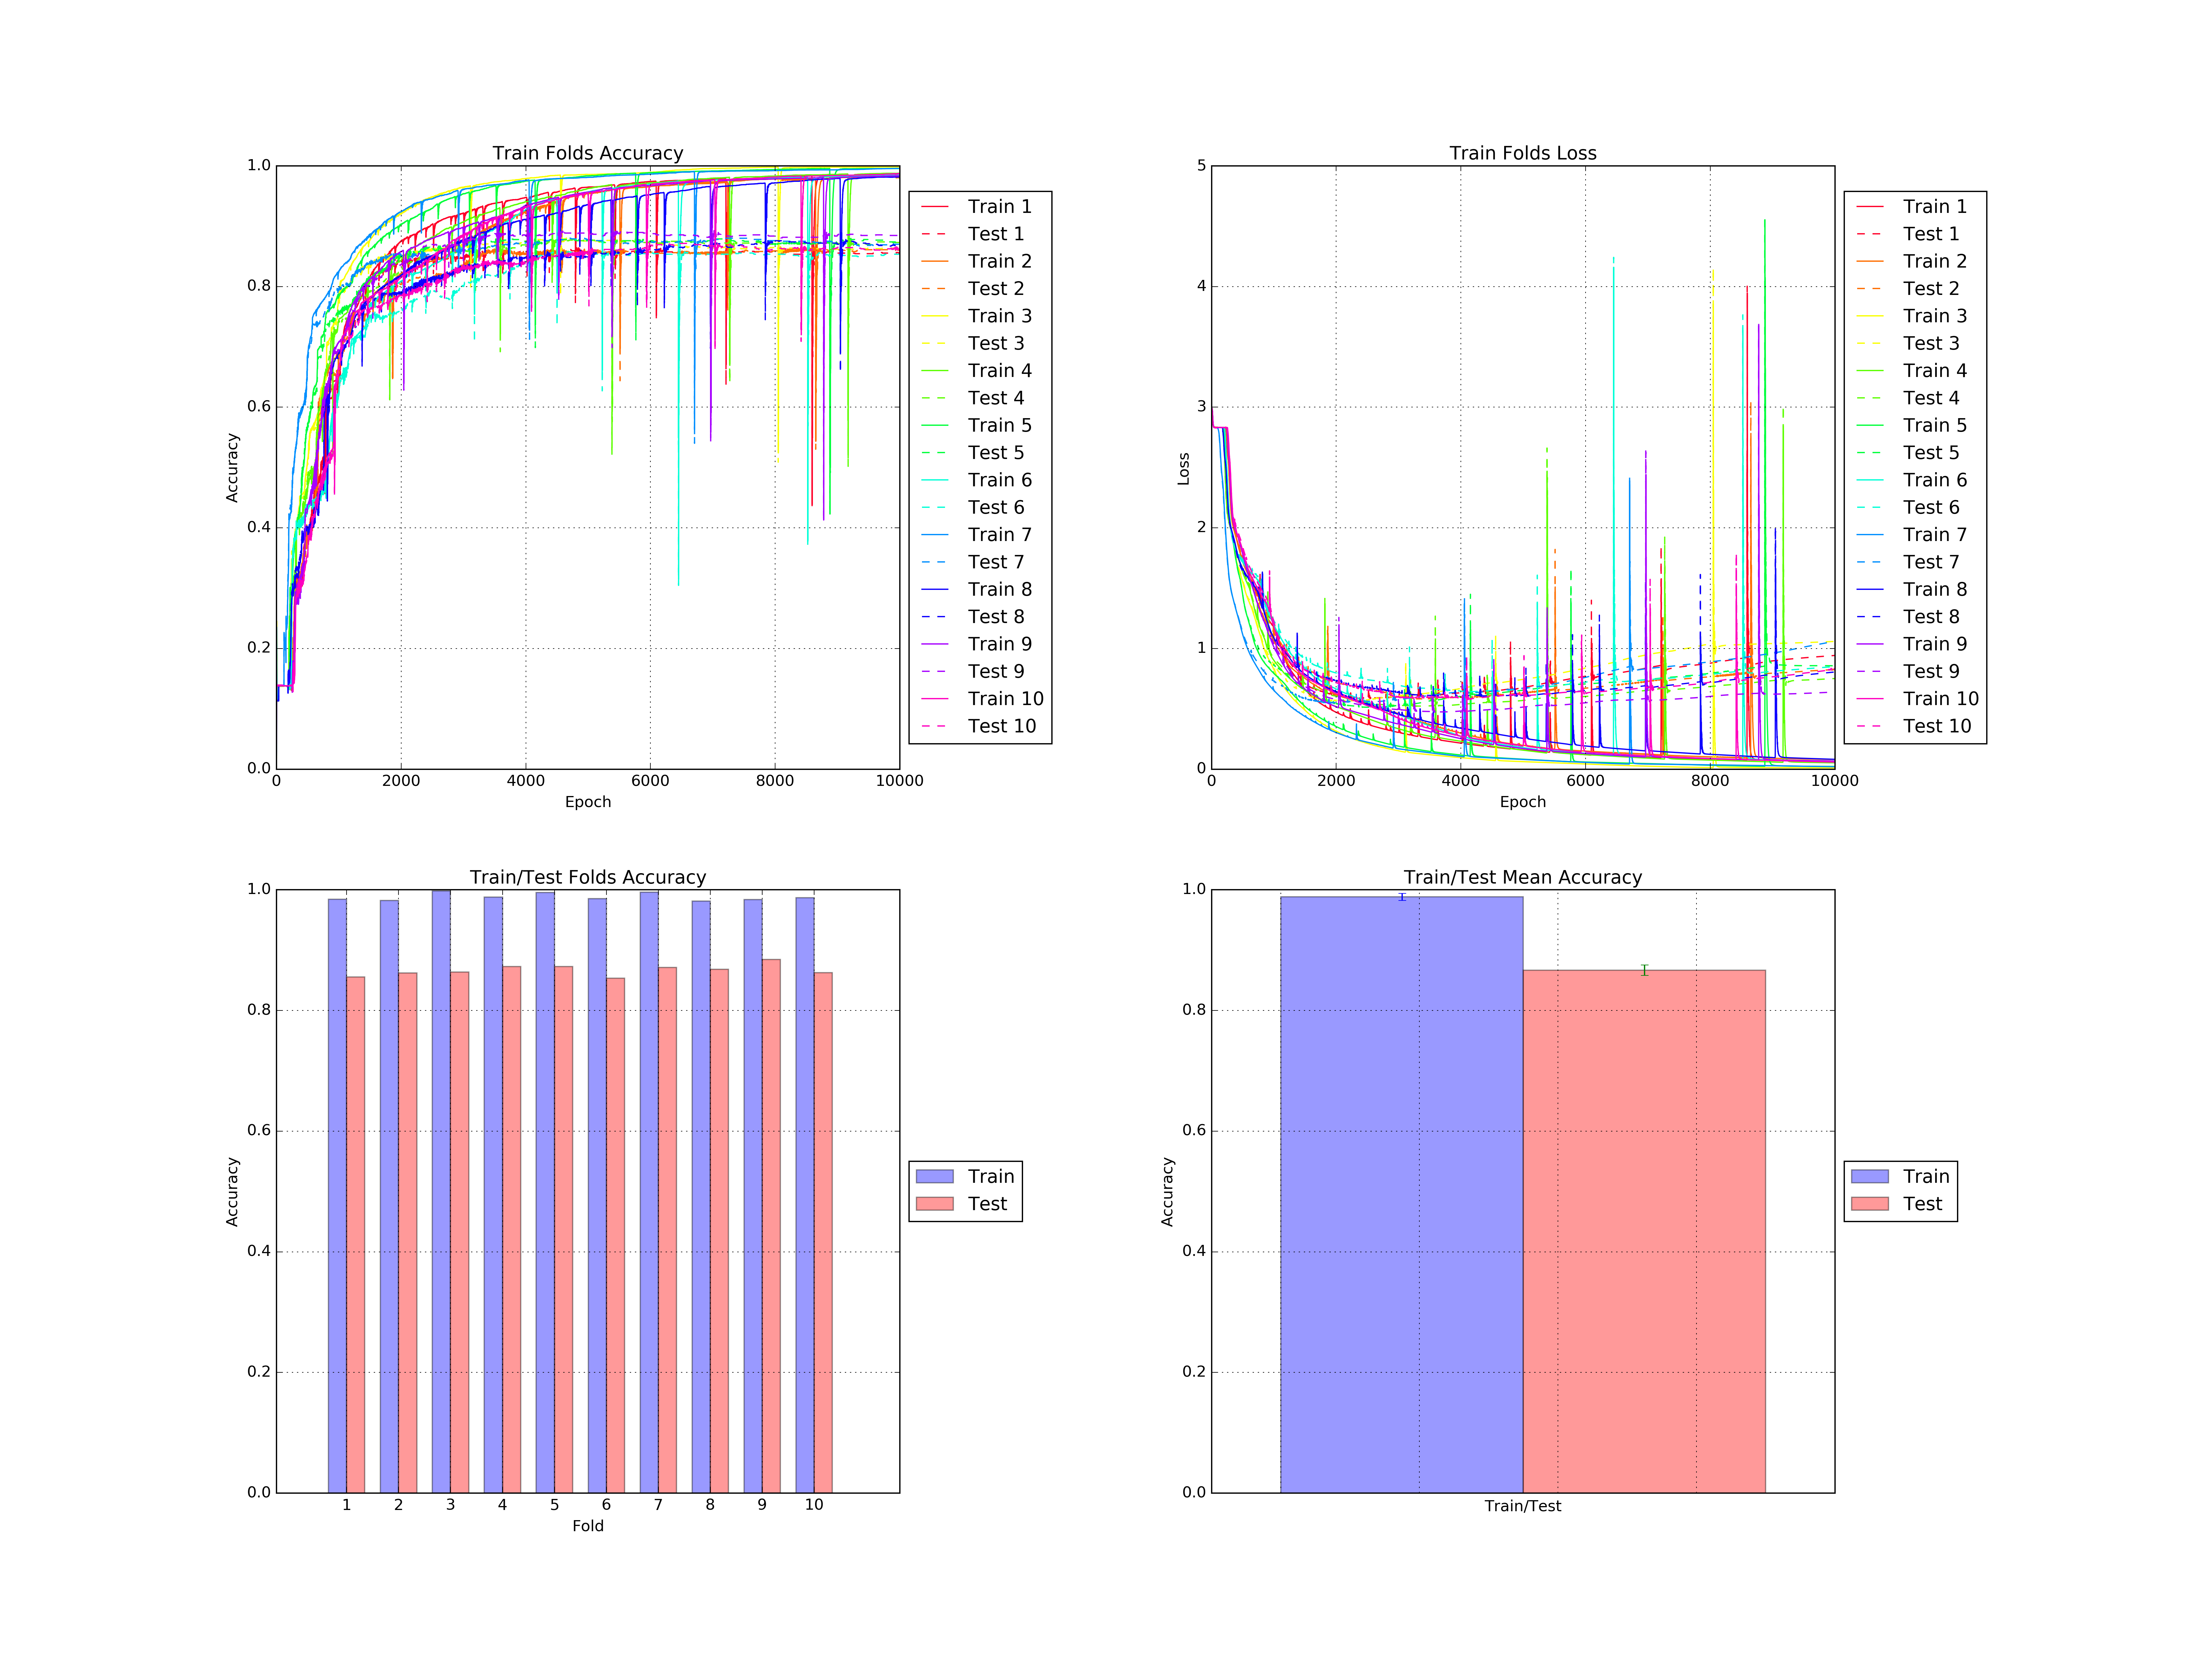 Train Folds Accuracy
1.0
0.8
0.6
0.4
0.2
0.0
Accuracy
0 2000 4000 6000 8000 10000
Epoch
Train 1
Test 1
Train 2
Test 2
Train 3
Test 3
Train 4
Test 4
Train 5
Test 5
Train 6
Test 6
Train 7
Test 7
Train 8
Test 8
Train 9
Test 9
Train 10
Test 10
Train Folds Loss
5
4
3
2
1
0
Loss
0 2000 4000 6000 8000 10000
Epoch
Train 1
Test 1
Train 2
Test 2
Train 3
Test 3
Train 4
Test 4
Train 5
Test 5
Train 6
Test 6
Train 7
Test 7
Train 8
Test 8
Train 9
Test 9
Train 10
Test 10
Train/Test Folds Accuracy
1.0
0.8
0.6
0.4
0.2
0.0
Accuracy
1 2 3 4 5 6 7 8 9 10
Fold
Train
Test
Train/Test Mean Accuracy
1.0
0.8
0.6
0.4
0.2
0.0
Accuracy
Train/Test
Train
Test